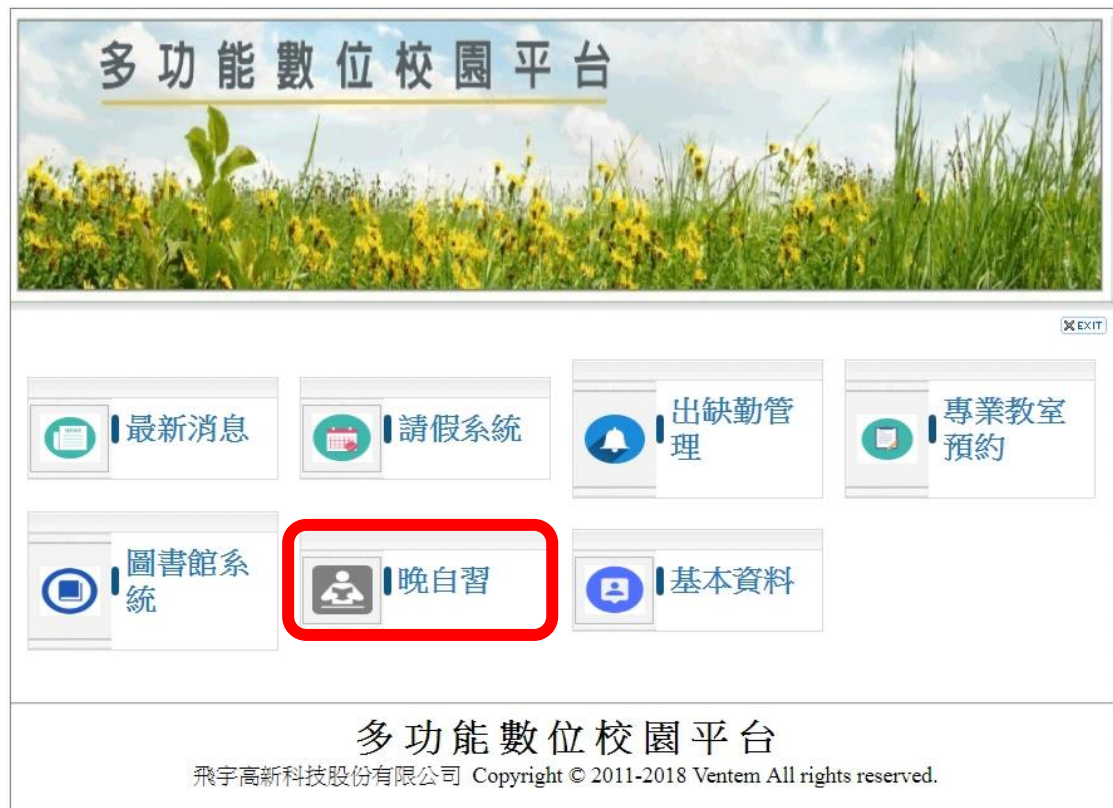 多功能數位校園平台
EXIT
最新消息
請假系統
出缺勤管
理
專業教室
預約
圖書館系
統
晚自習
基本資料
多功能數位校園平台
飛宇高新科技股份有限公司 Copyright © 2011-2018 Ventem All rights reserved.